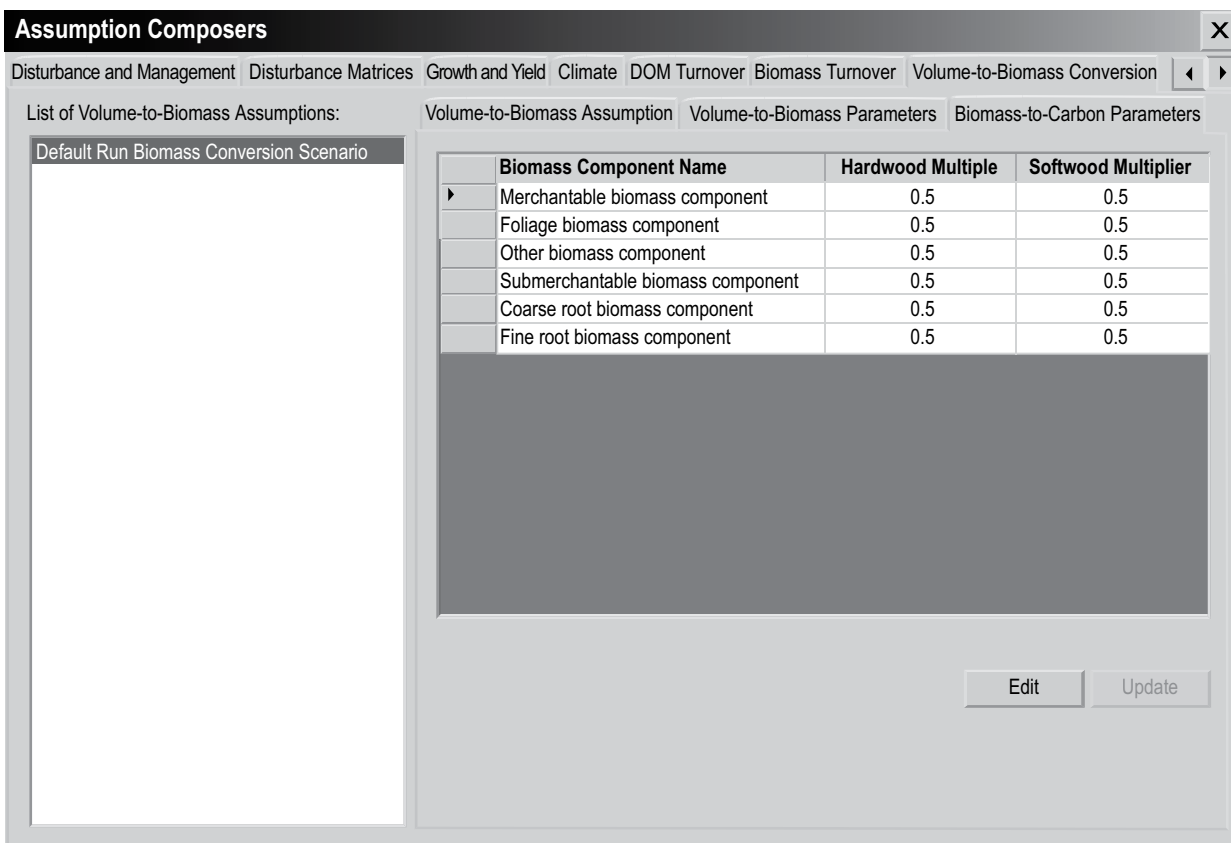 Assumption Composers
Disturbance and Management Disturbance Matrices Growth and Yield Climate DOM Turnover Biomass Turnover Volume-to-Biomass Conversion
List of Volume-to-Biomass Assumptions:
Default Run Biomass Conversion Scenario
Volume-to-Biomass Assumption Volume-to-Biomass Parameters Biomass-to-Carbon Parameters
Biomass Component Name Hardwood Multiple Softwood Multiplier
Merchantable biomass component 0.5 0.5
Foliage biomass component 0.5 0.5
Other biomass component 0.5 0.5
Submerchantable biomass component 0.5 0.5
Coarse root biomass component 0.5 0.5
Fine root biomass component 0.5 0.5
Edit Update